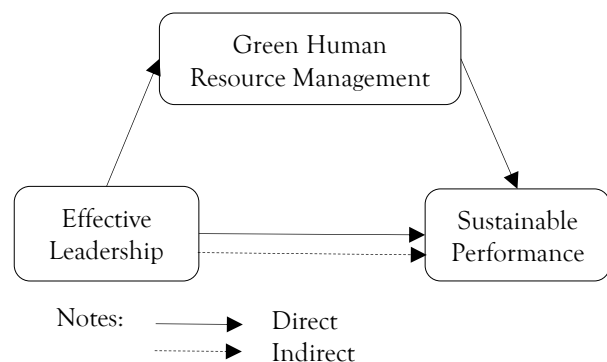 Green Human
Resource Management
Effective
Leadership
Sustainable
Performance
Notes:
Direct
Indirect